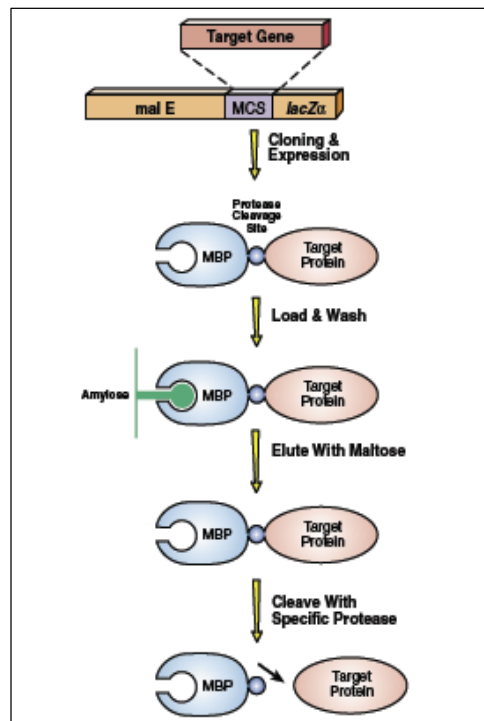 Target Gene
mal E
MCS
lacZα
Cloning &
Expression
Protease
Cleavage
Site
MBP
Target
Protein
Load & Wash
Amylose
MBP
Target
Protein
Elute With Maltose
MBP
Target
Protein
Cleave With
Specific Protease
MBP
Target
Protein